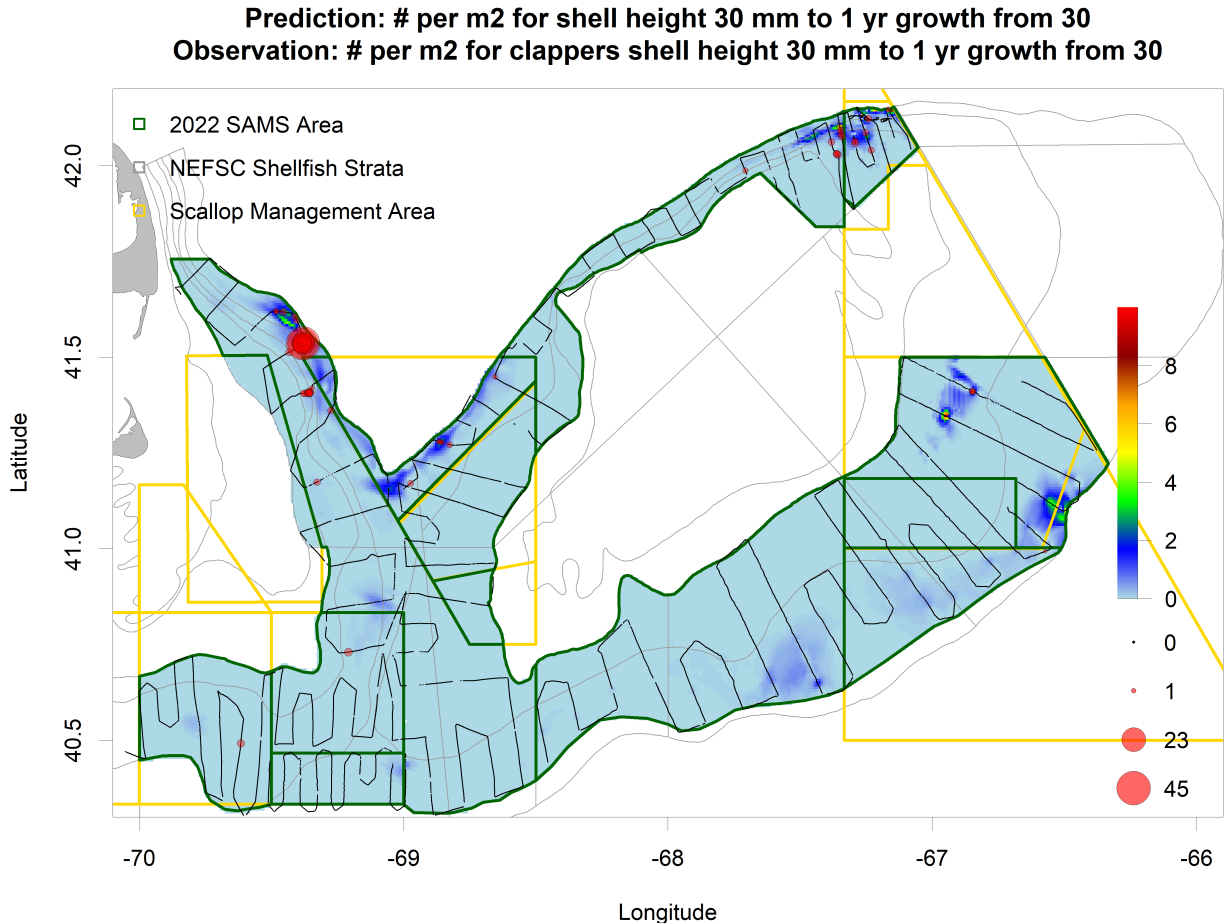 Prediction: # per m2 for shell height 30 mm to 1 yr growth from 30
Observation: # per m2 for clappers shell height 30 mm to 1 yr growth from 30
2022 SAMS Area
NEFSC Shellfish Strata
Scallop Management Area
42.0
41.5
41.0
40.5
Latitude
8
6
4
2
0
0
1
23
45
-70
-69
-68
-67
-66
Longitude